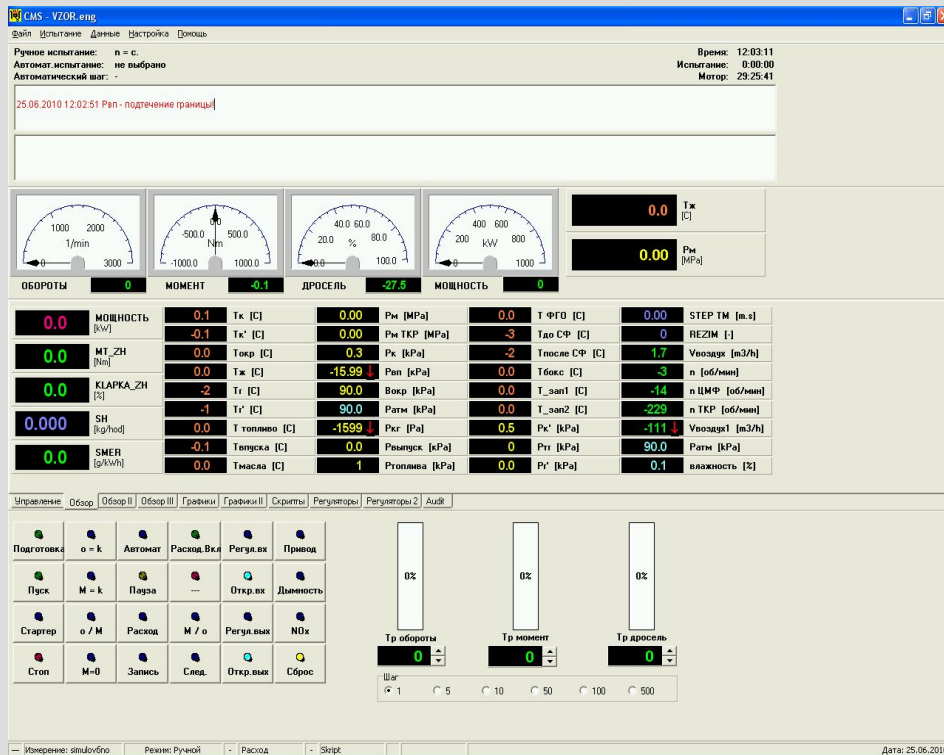 CMS - VZOR.eng
Файл Испытание Данные Настройка Помощь
Ручное испытание: n = c. Время: 12:03:11
Автомат.испытание: не выбрано Испытание: 0:00:00
Автоматический шаг: - Мотор: 29:25:41
25.06.2010 12:02:51 Рвп - подтечение границы!
1000 2000 0.0 40.0 60.0 400 600 0.0 Тж
1/min -500.0 500.0 20.0 % 80.0 200 kW 800 [C]
0 3000 Nm 0.0 100.0 0 1000 0.00 Рм
-1000.0 1000.0 [MPa]
ОБОРОТЫ 0 МОМЕНТ -0.1 ДРОСЕЛЬ -27.5 МОЩНОСТЬ 0
0.0 МОЩНОСТЬ [kW]
0.0 MT_ZH [Nm]
0.0 KLAPKA_ZH [%]
0.000 SH [kg/hod]
0.0 SMER [g/kWh]
0.1 Тк [C] 0.00 Рм [MPa] 0.0 Т ФГО [C] 0.00 STEP TM [m.s]
-0.1 Тк' [C] 0.00 Рм ТКР [MPa] -3 Тдо СФ [C] 0 REZIM [-]
0.0 Токр [C] 0.3 Рк [kPa] -2 Тпосле СФ [C] 1.7 Vвоздух [m3/h]
0.0 Тж [C] -15.99 Рвп [кРа] 0.0 Тбокс [C] -3 n [об/мин]
-2 Тг [C] 90.0 Вокр [kPa] 0.0 Т_зап1 [C] -14 n ЦМФ [об/мин]
-1 Тг' [C] 90.0 Ратм [kPa] 0.0 Т_зап2 [C] -229 n ТКР [об/мин]
0.0 Т топливо [C] -1599 Ркг [Pa] 0.5 Рк' [kPa] -111 Vвоздух1 [m3/h]
-0.1 Твпуска [C] 0.0 Рвыпуск [кРа] 0 Ртт [kPa] 90.0 Ратм [kPa]
0.0 Тмасла [C] 1 Ртоплива [kPa] 0.0 Рг' [kPa] 0.1 влажность [%]
Управление Обзор Обзор II Обзор III Графики Графики II Скрипты Регуляторы Регуляторы 2 Audit
Подготовка o = k Автомат Расход.Вкл Регул.вх Привод
Пуск M = k Пауза --- Откр.вх Дымность
Стартер o / M Расход M / o Регул.вых NOx
Стоп M=0 Запись След. Откр.вых Сброс
0% 0% 0%
Тр обороты Тр момент Тр дросель
0 0 0
Шаг
1 5 10 50 100 500
Измерение: simulovбno Режим: Ручной - Расход - Skript Дата: 25.06.2010